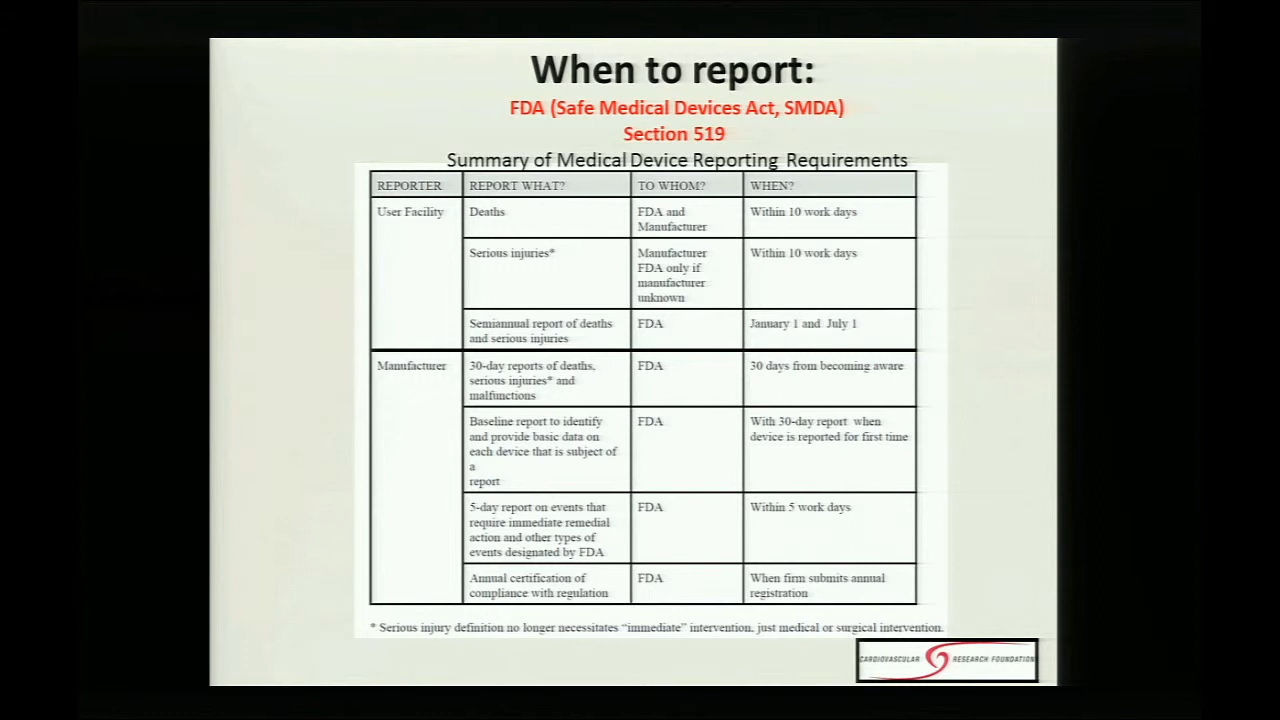 When to report:
FDA (Safe Medical Devices Act, SMDA)
Section 519
Summary of Medical Device Reporting Requirements
REPORTER REPORT WHAT? TO WHOM? WHEN?
User Facility Deaths FDA and Within 10 work days
Manufacturer
Serious injuries* Manufacturer Within 10 work days
FDA only if
manufacturer
unknown
Semiannual report of deaths FDA January 1 and July 1
and serious injuries
Manufacturer 30-day reports of deaths, FDA 30 days from becoming aware
serious injuries* and
malfunctions
Baseline report to identify FDA With 30-day report when
and provide basic data on device is reported for first time
each device that is subject of
a
report
5-day report on events that FDA Within 5 work days
require immediate remedial
action and other types of
events designated by FDA
Annual certification of FDA When firm submits annual
compliance with regulation registration
* Serious injury definition no longer necessitates “immediate” intervention, just medical or surgical intervention.
CARDIOVASCULAR RESEARCH FOUNDATION